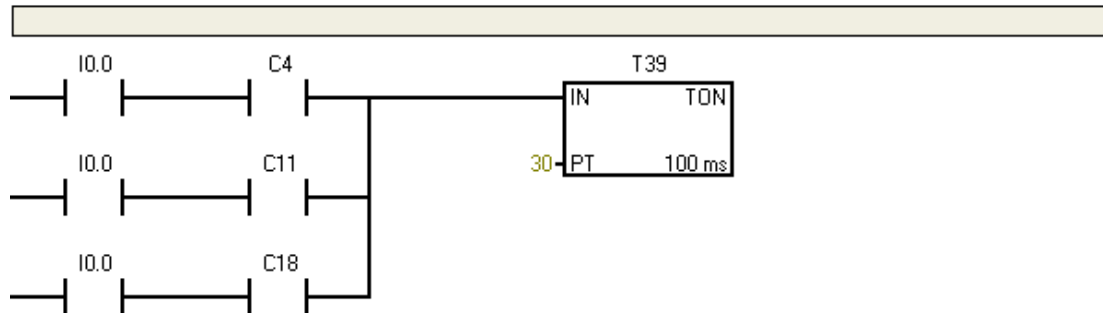 I0.0 C4 T39
IN TON
I0.0 C11 30 PT 100 ms
I0.0 C18